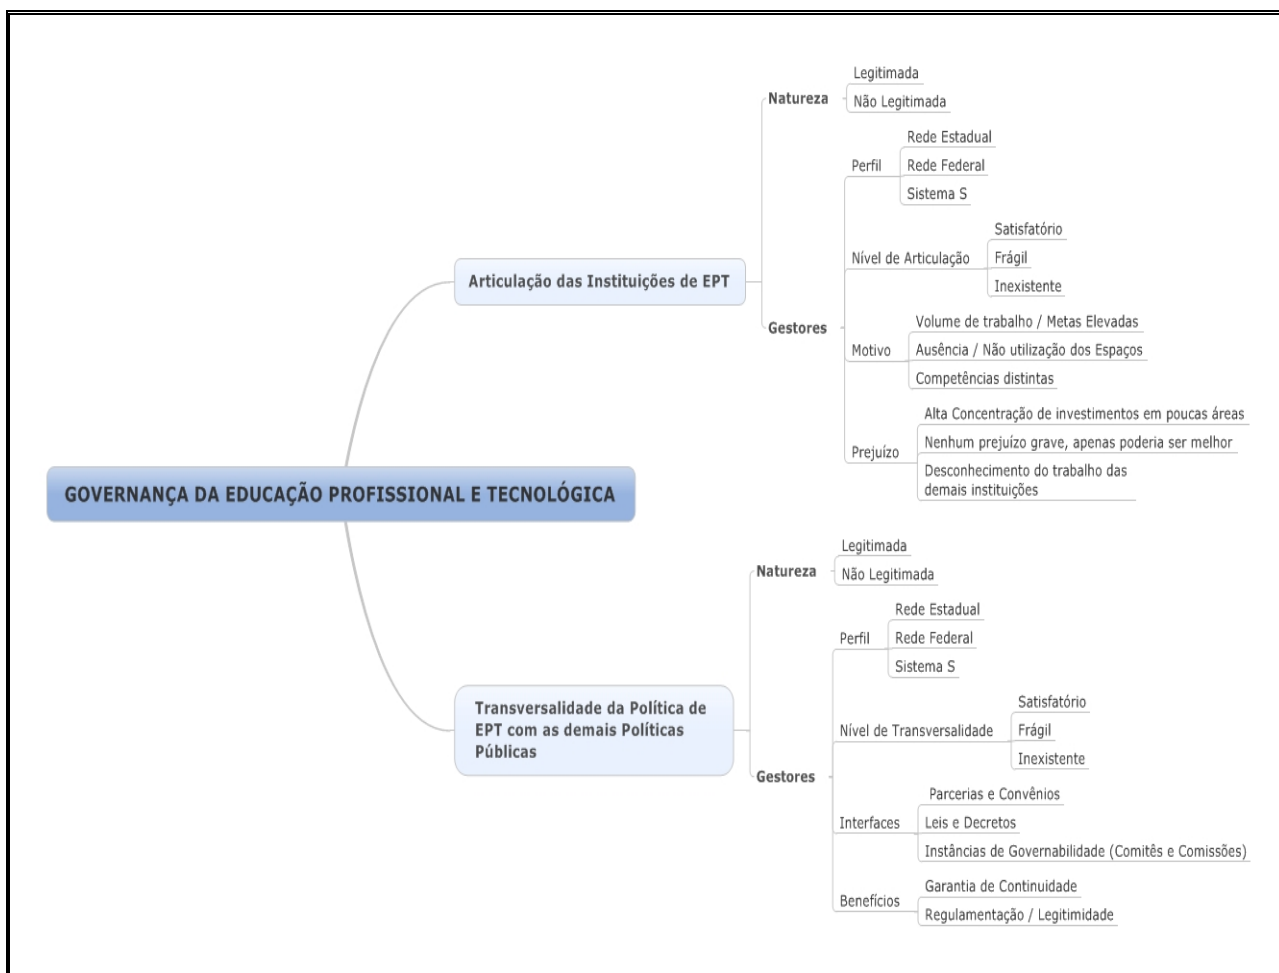 GOVERNANÇA DA EDUCAÇÃO PROFISSIONAL E TECNOLÓGICA
Articulação das Instituições de EPT
Natureza
Legitimada
Não Legitimada
Gestores
Perfil
Rede Estadual
Rede Federal
Sistema S
Nível de Articulação
Satisfatório
Frágil
Inexistente
Motivo
Volume de trabalho / Metas Elevadas
Ausência / Não utilização dos Espaços
Competências distintas
Prejuízo
Alta Concentração de investimentos em poucas áreas
Nenhum prejuízo grave, apenas poderia ser melhor
Desconhecimento do trabalho das
demais instituições
Transversalidade da Política de
EPT com as demais Políticas
Públicas
Natureza
Legitimada
Não Legitimada
Gestores
Perfil
Rede Estadual
Rede Federal
Sistema S
Nível de Transversalidade
Satisfatório
Frágil
Inexistente
Interfaces
Parcerias e Convênios
Leis e Decretos
Instâncias de Governabilidade (Comitês e Comissões)
Benefícios
Garantia de Continuidade
Regulamentação / Legitimidade